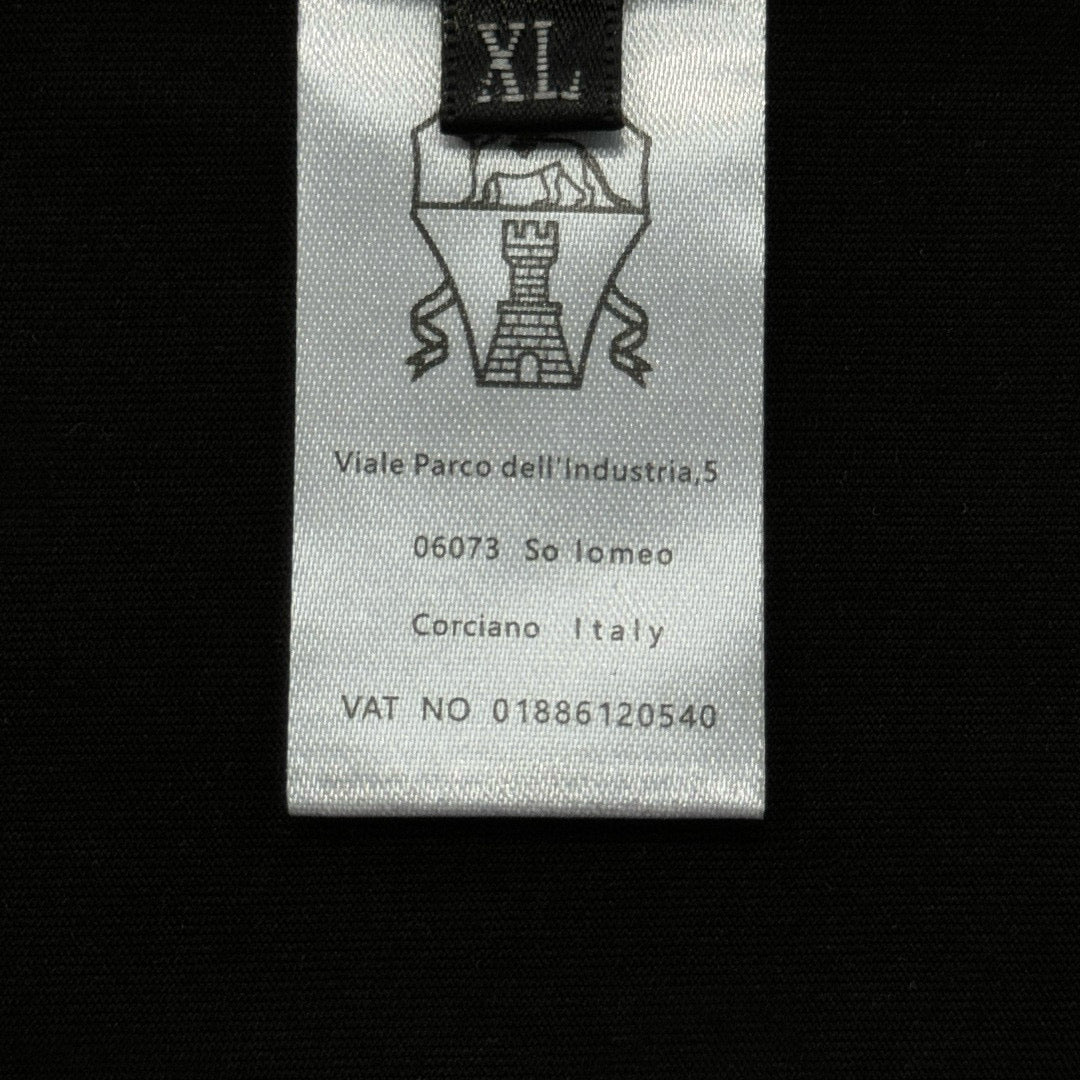 XL
Viale Parco dell'Industria,5
06073 So lomeo
Corciano Italy
VAT NO 01886120540